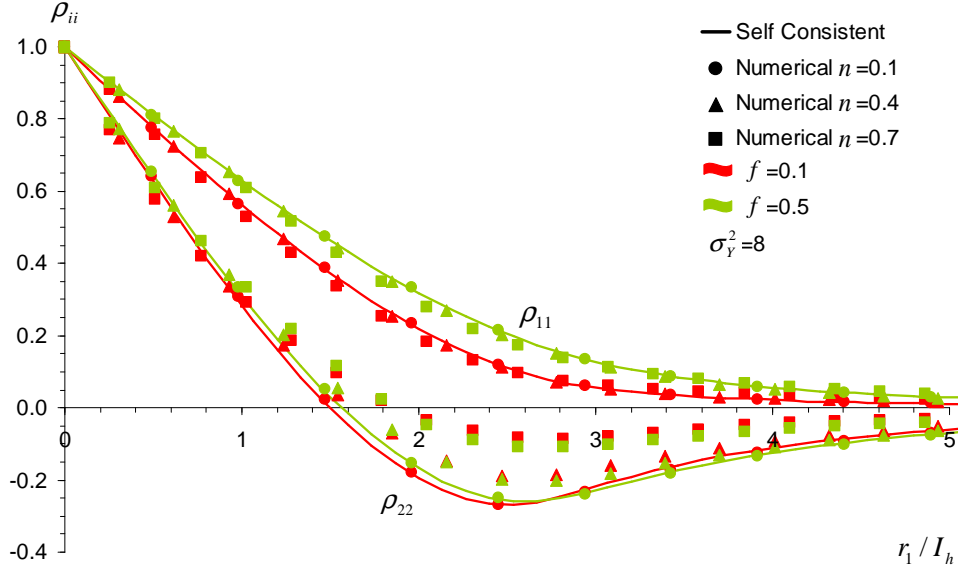 ρii
1.0
0.8
0.6
0.4
0.2
0.0
-0.2
-0.4
0 1 2 3 4 5
Self Consistent
Numerical n =0.1
Numerical n =0.4
Numerical n =0.7
f =0.1
f =0.5
σ_Y^2 =8
ρ11
ρ22
r1 / Ih